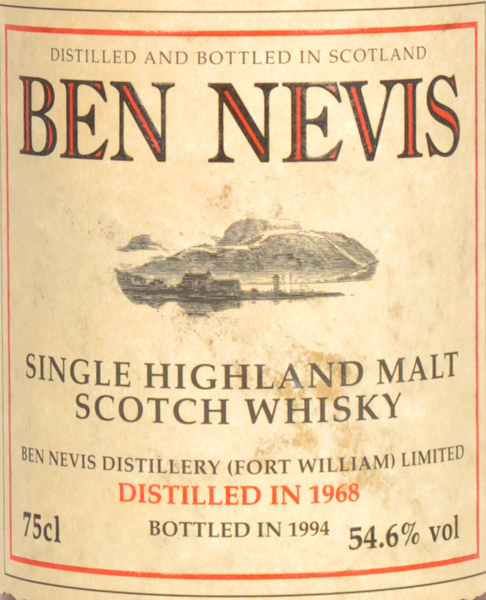 DISTILLED AND BOTTLED IN SCOTLAND
BEN NEVIS
SINGLE HIGHLAND MALT
SCOTCH WHISKY
BEN NEVIS DISTILLERY (FORT WILLIAM) LIMITED
DISTILLED IN 1968
75cl BOTTLED IN 1994 54.6% vol